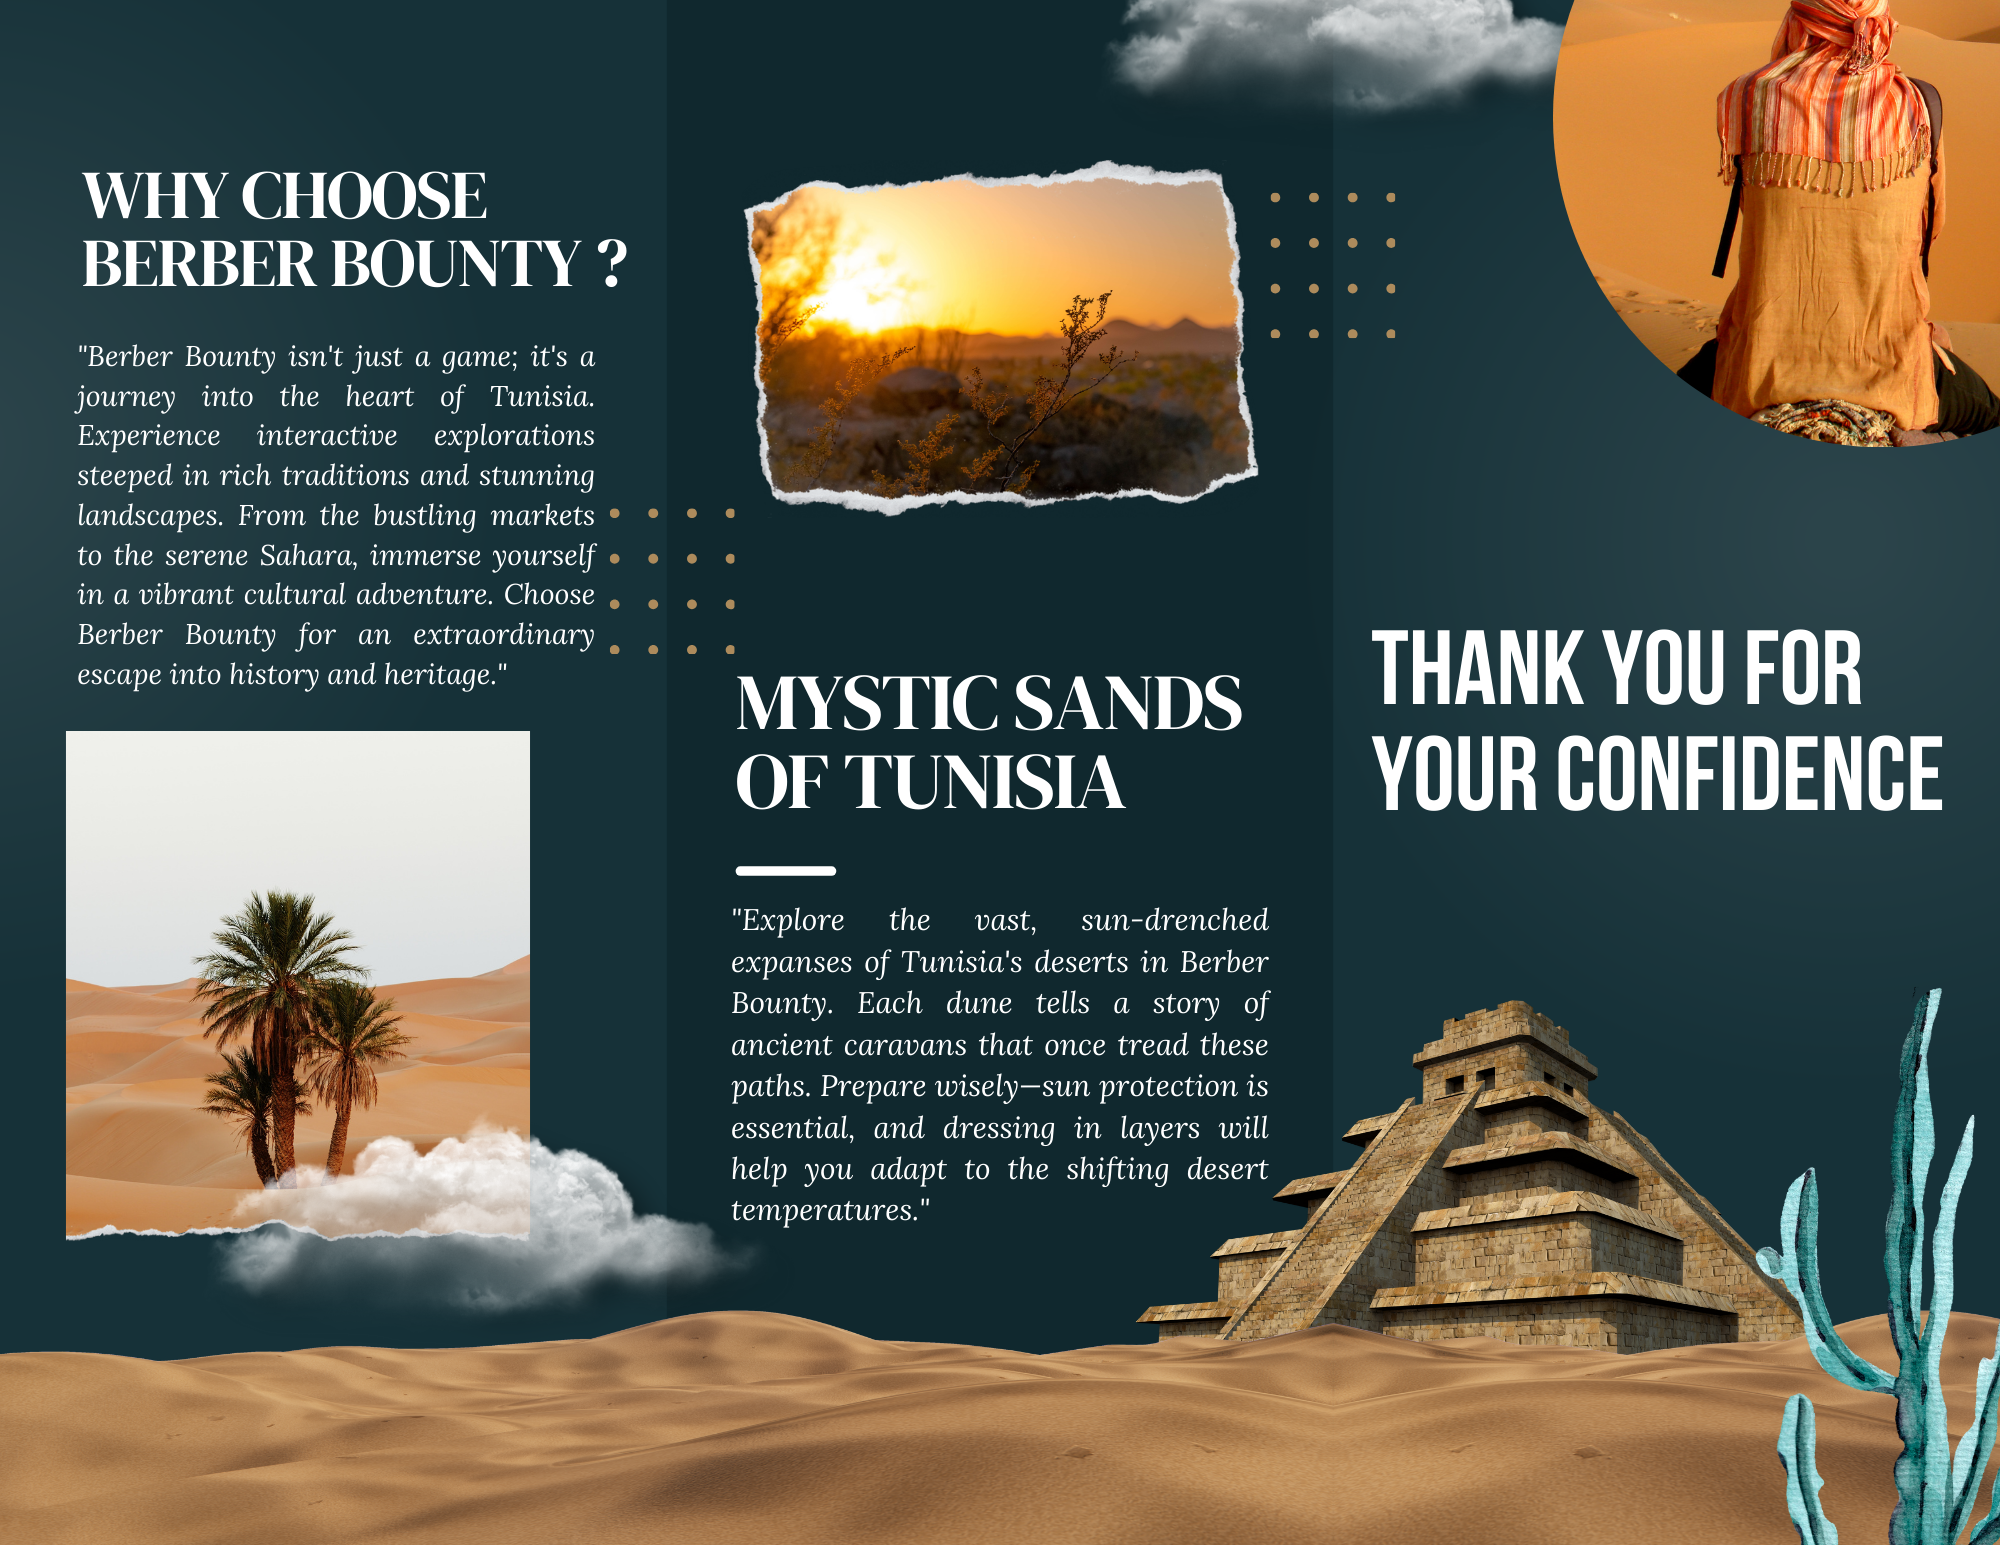 WHY CHOOSE
BERBER BOUNTY ?
"Berber Bounty isn't just a game; it's a
journey into the heart of Tunisia.
Experience interactive explorations
steeped in rich traditions and stunning
landscapes. From the bustling markets
to the serene Sahara, immerse yourself
in a vibrant cultural adventure. Choose
Berber Bounty for an extraordinary
escape into history and heritage."
MYSTIC SANDS
OF TUNISIA
"Explore the vast, sun-drenched
expanses of Tunisia's deserts in Berber
Bounty. Each dune tells a story of
ancient caravans that once tread these
paths. Prepare wisely—sun protection is
essential, and dressing in layers will
help you adapt to the shifting desert
temperatures."
THANK YOU FOR
YOUR CONFIDENCE